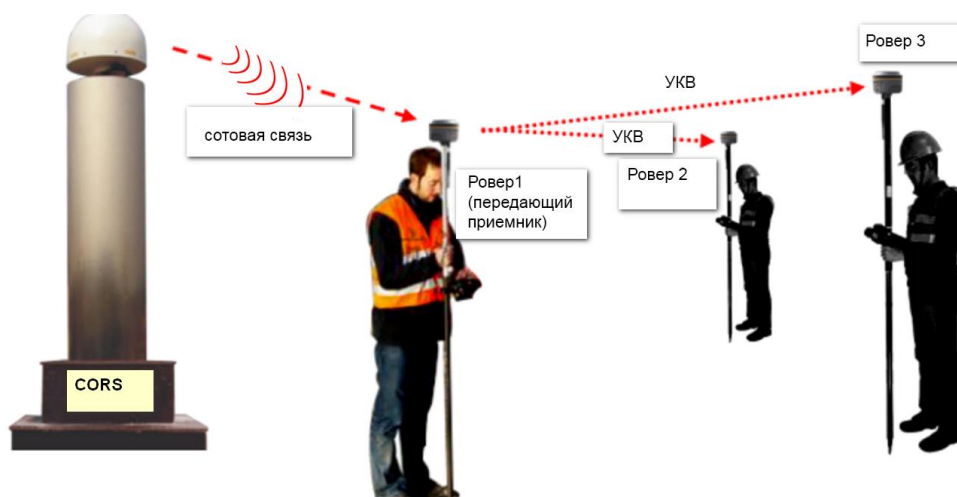 Ровер 3
УКВ
сотовая связь
УКВ
Ровер 2
Ровер1
(передающий
приемник)
CORS